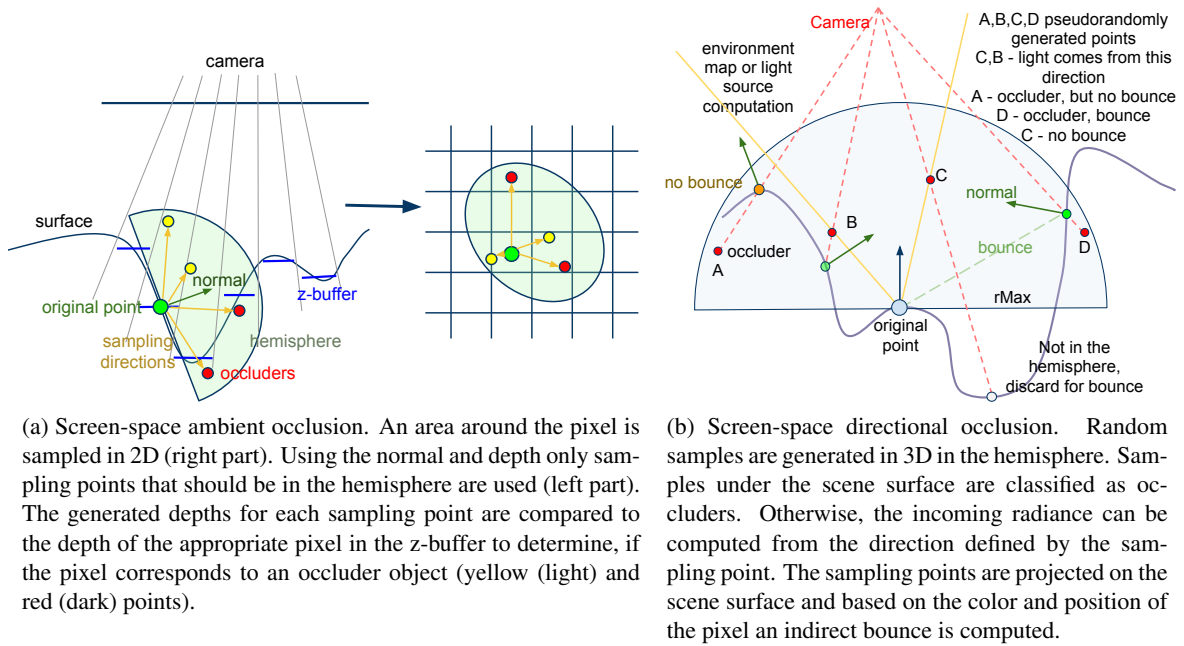 camera
surface
normal
original point
z-buffer
sampling
directions
hemisphere
occluders
Camera
environment
map or light
source
computation
A,B,C,D pseudorandomly
generated points
C,B - light comes from this
direction
A - occluder, but no bounce
D - occluder, bounce
C - no bounce
no bounce
C
normal
B
occluder
A
bounce
D
rMax
original
point
Not in the
hemisphere,
discard for bounce
(a) Screen-space ambient occlusion. An area around the pixel is
sampled in 2D (right part). Using the normal and depth only sam-
pling points that should be in the hemisphere are used (left part).
The generated depths for each sampling point are compared to
the depth of the appropriate pixel in the z-buffer to determine, if
the pixel corresponds to an occluder object (yellow (light) and
red (dark) points).
(b) Screen-space directional occlusion. Random
samples are generated in 3D in the hemisphere. Sam-
ples under the scene surface are classified as oc-
cluders. Otherwise, the incoming radiance can be
computed from the direction defined by the sam-
pling point. The sampling points are projected on the
scene surface and based on the color and position of
the pixel an indirect bounce is computed.